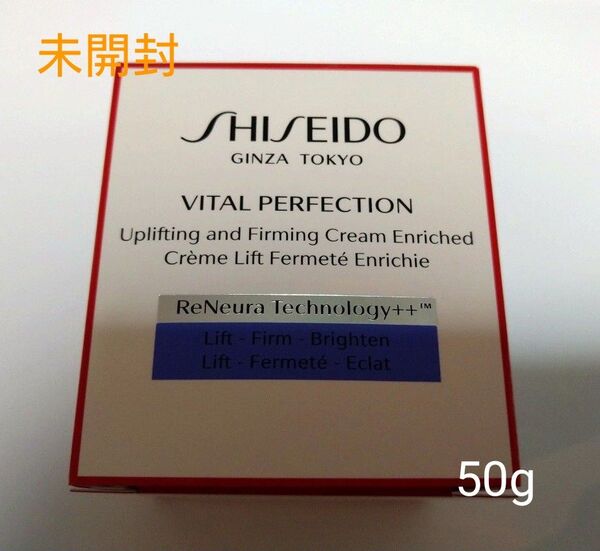 未開封
SHISEIDO
GINZA TOKYO
VITAL PERFECTION
Uplifting and Firming Cream Enriched
Crème Lift Fermeté Enrichie
ReNeura Technology++™
Lift - Firm - Brighten
Lift - Fermeté - Eclat
50g